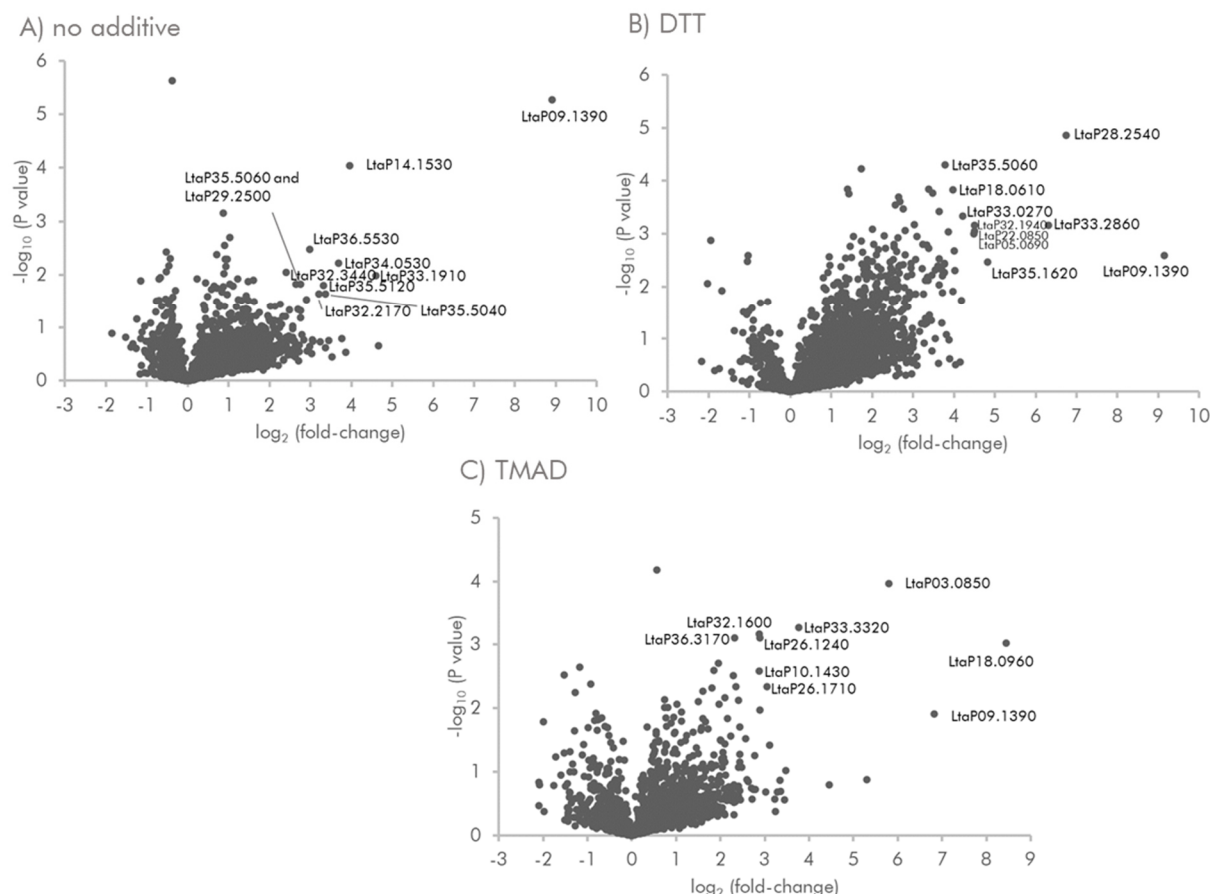 A) no additive
6
5
4
3
2
1
0
-3 -2 -1 0 1 2 3 4 5 6 7 8 9 10
-log10 (P value)
log2 (fold-change)
LtaP09.1390
LtaP14.1530
LtaP35.5060 and
LtaP29.2500
LtaP36.5530
LtaP34.0530
LtaP32.3440
LtaP33.1910
LtaP35.5120
LtaP32.2170
LtaP35.5040
B) DTT
6
5
4
3
2
1
0
-3 -2 -1 0 1 2 3 4 5 6 7 8 9 10
-log10 (P value)
log2 (fold-change)
LtaP28.2540
LtaP35.5060
LtaP18.0610
LtaP33.0270
LtaP32.1940
LtaP33.2860
LtaP22.0850
LtaP05.0690
LtaP35.1620
LtaP09.1390
C) TMAD
5
4
3
2
1
0
-3 -2 -1 0 1 2 3 4 5 6 7 8 9
-log10 (P value)
log2 (fold-change)
LtaP03.0850
LtaP32.1600
LtaP33.3320
LtaP36.3170
LtaP26.1240
LtaP18.0960
LtaP10.1430
LtaP26.1710
LtaP09.1390